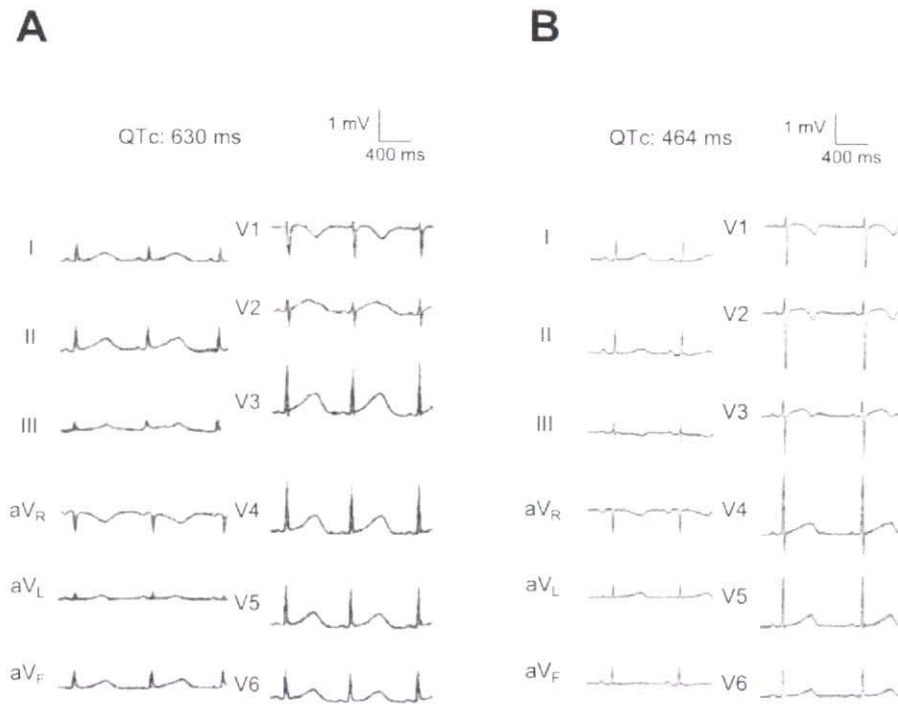 A
QTc: 630 ms
1 mV
400 ms
I
II
III
aVR
aVL
aVF
V1
V2
V3
V4
V5
V6
B
QTc: 464 ms
1 mV
400 ms
I
II
III
aVR
aVL
aVF
V1
V2
V3
V4
V5
V6